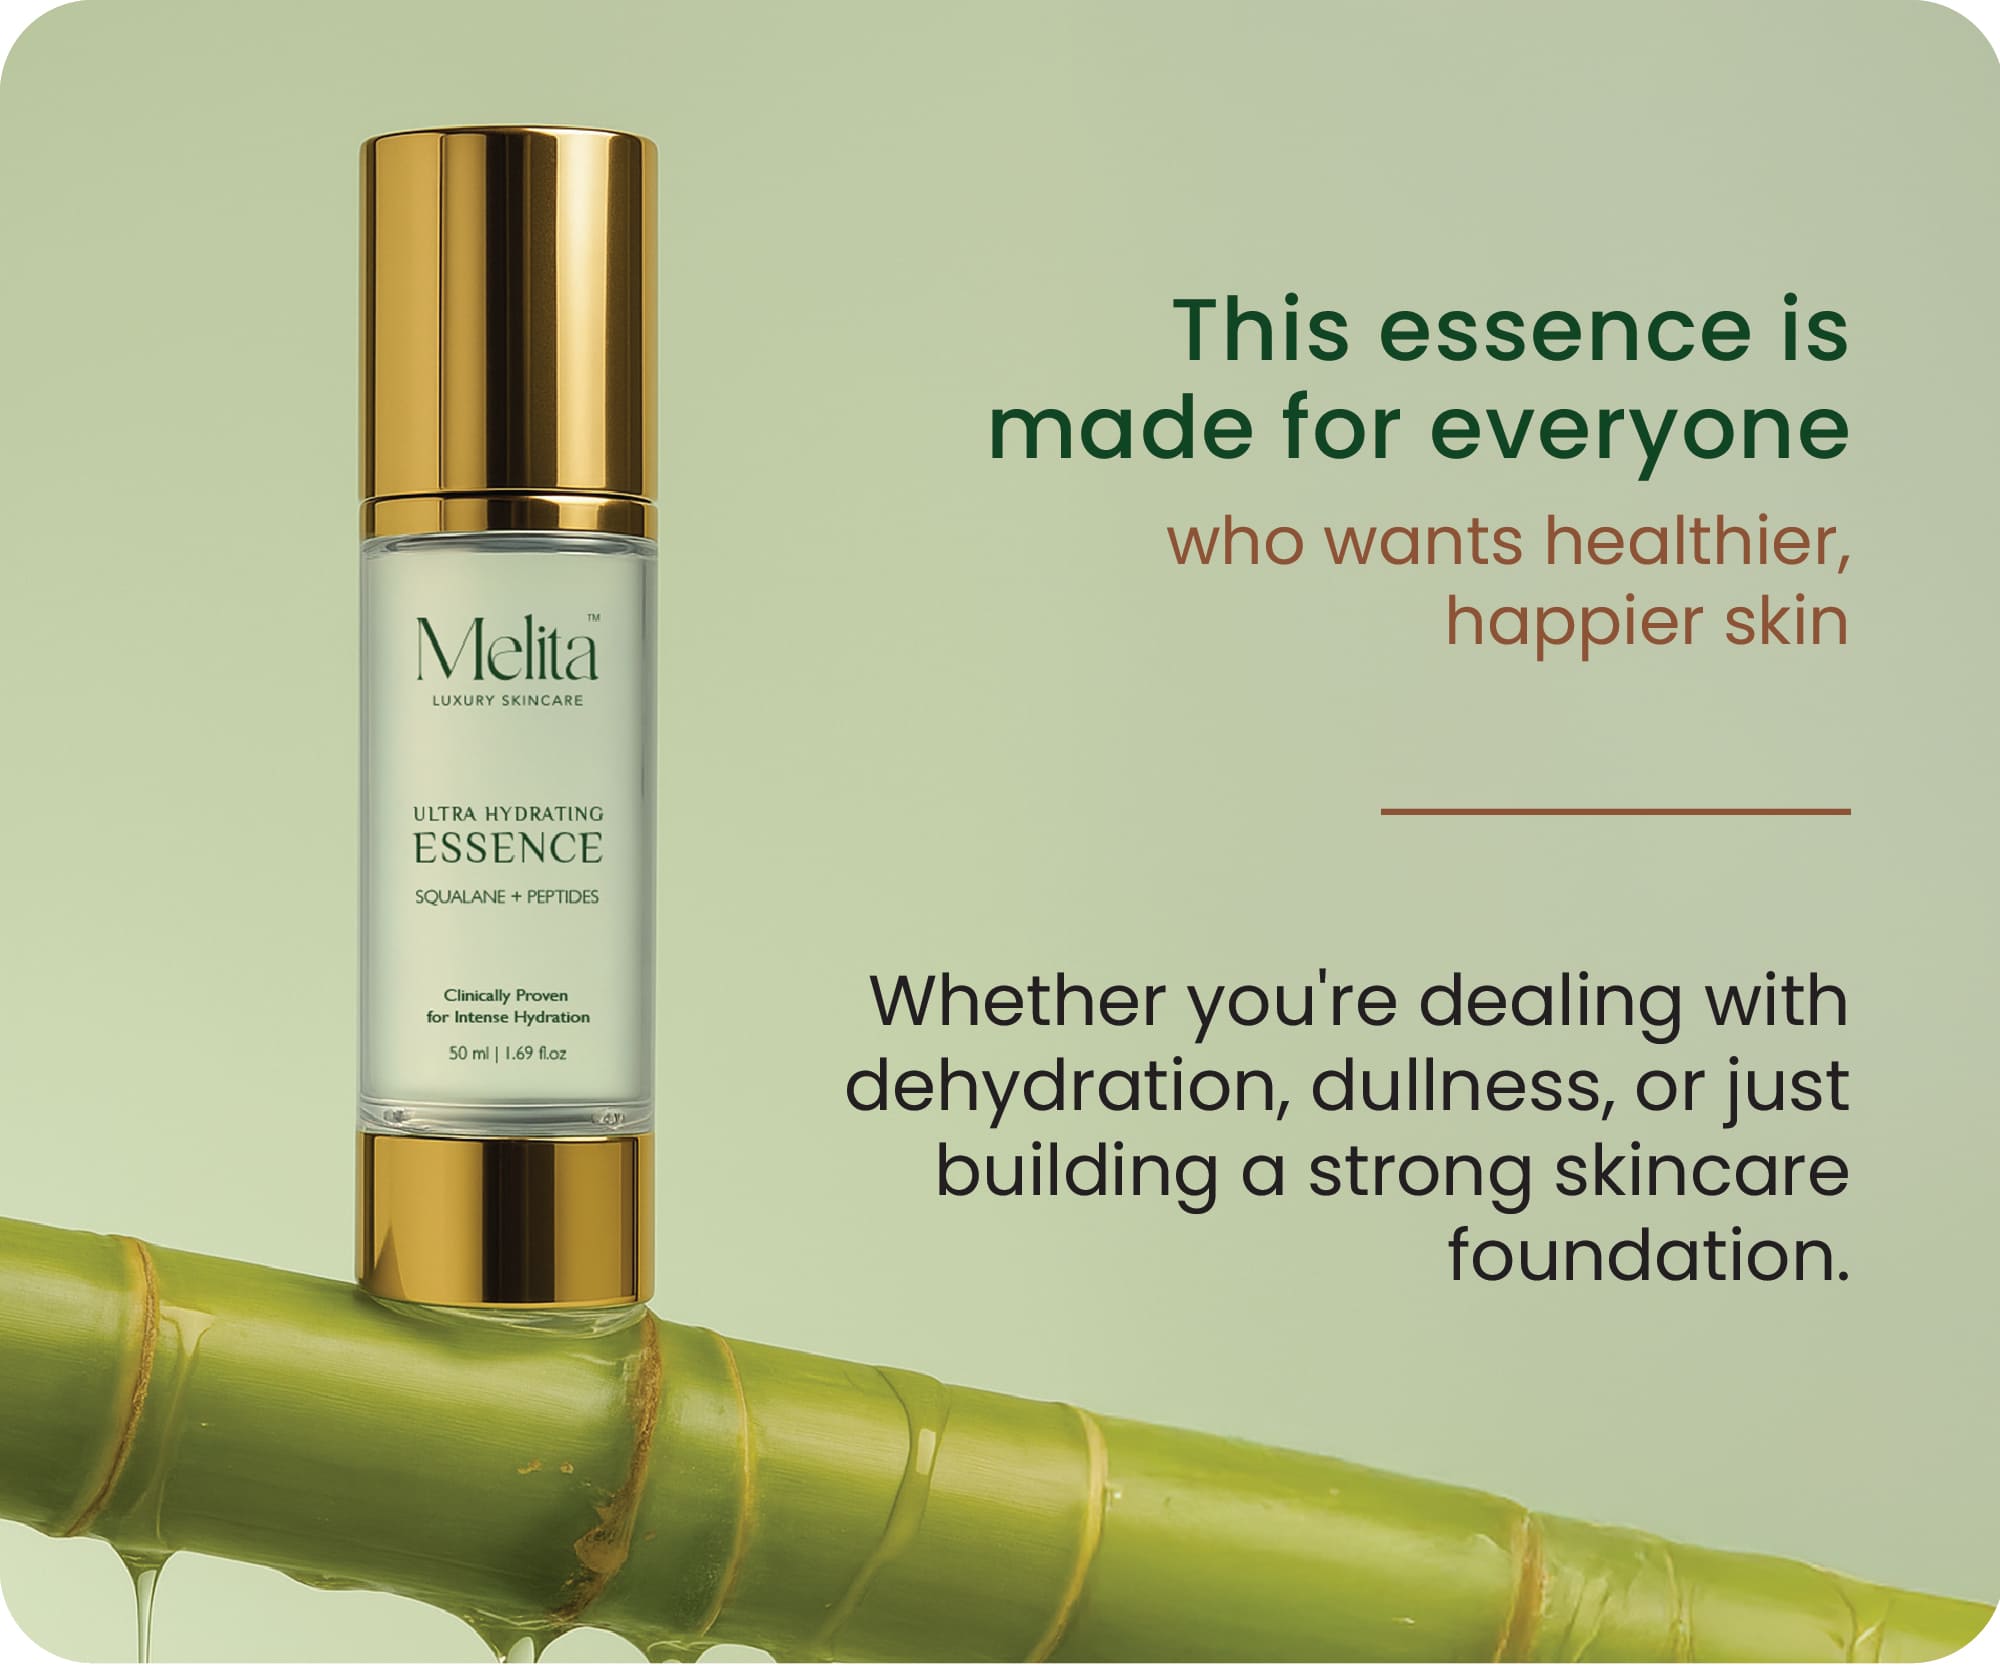 Melita™
LUXURY SKINCARE
ULTRA HYDRATING
ESSENCE
SQUALANE + PEPTIDES
Clinically Proven
for Intense Hydration
50 ml | 1.69 fl.oz
This essence is
made for everyone
who wants healthier,
happier skin
Whether you're dealing with
dehydration, dullness, or just
building a strong skincare
foundation.